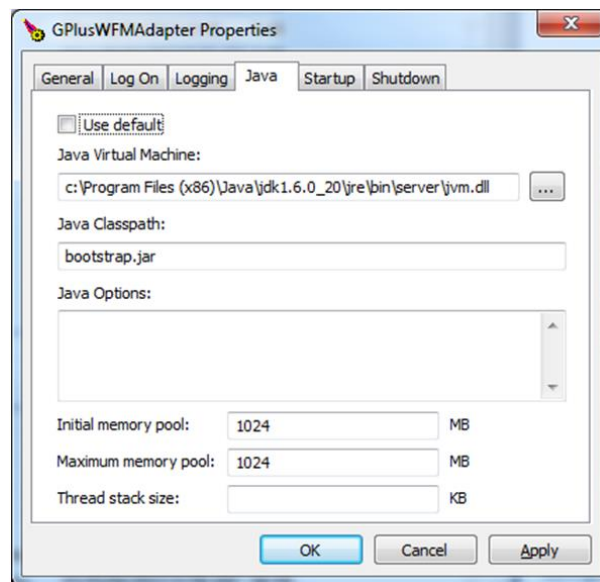 GPlusWFMAdapter Properties
General Log On Logging Java Startup Shutdown
Use default
Java Virtual Machine:
c:\Program Files (x86)\Java\jdk1.6.0_20\jre\bin\server\jvm.dll ...
Java Classpath:
bootstrap.jar
Java Options:
Initial memory pool: 1024 MB
Maximum memory pool: 1024 MB
Thread stack size: KB
OK Cancel Apply